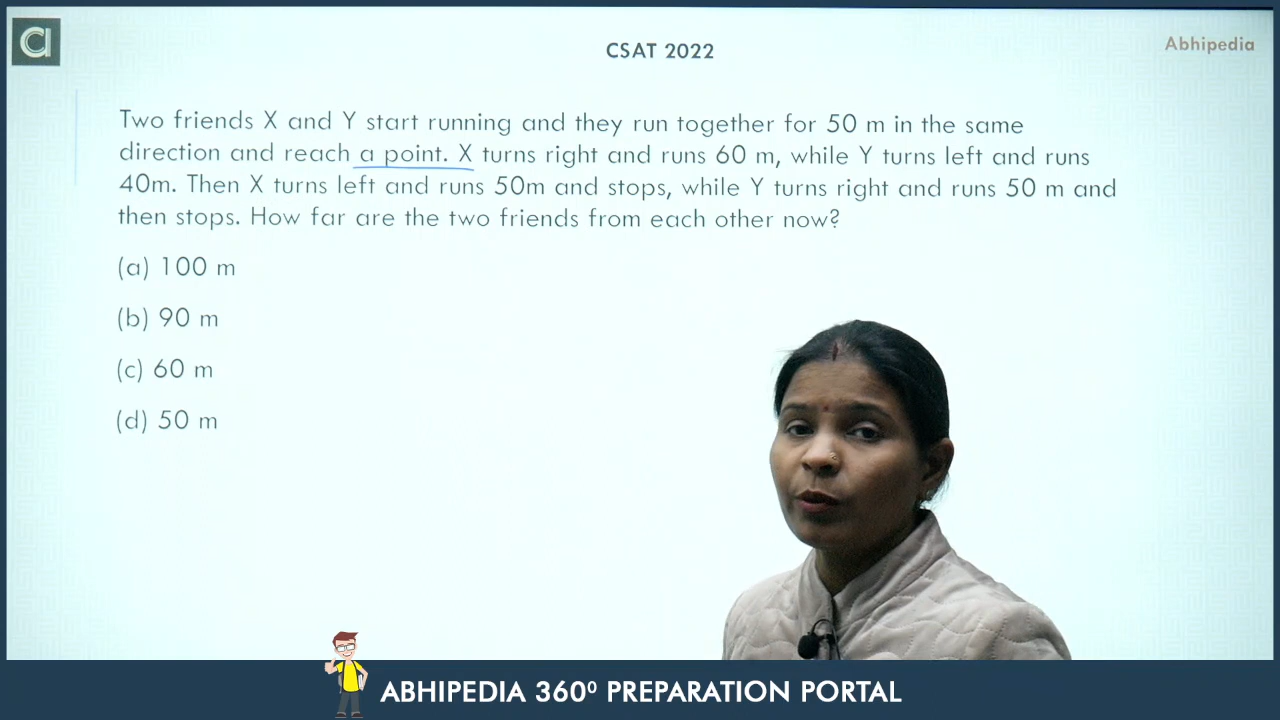 CSAT 2022
Abhipedia
Two friends X and Y start running and they run together for 50 m in the same
direction and reach a point. X turns right and runs 60 m, while Y turns left and runs
40m. Then X turns left and runs 50m and stops, while Y turns right and runs 50 m and
then stops. How far are the two friends from each other now?
(a) 100 m
(b) 90 m
(c) 60 m
(d) 50 m
ABHIPEDIA 360⁰ PREPARATION PORTAL